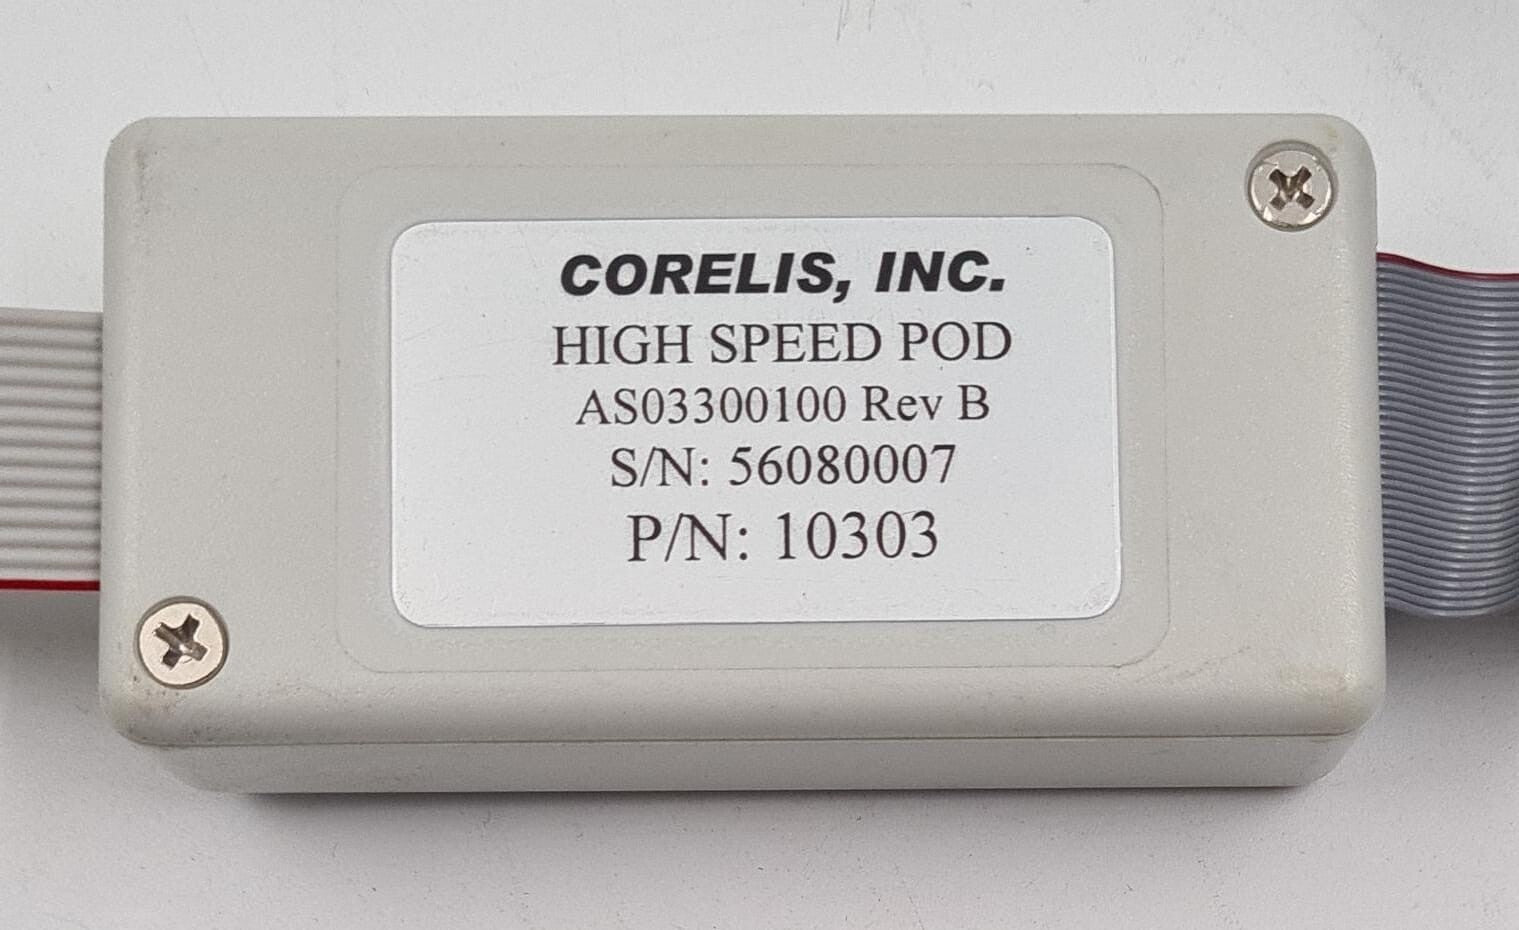 CORELIS, INC.
HIGH SPEED POD
AS03300100 Rev B
S/N: 56080007
P/N: 10303